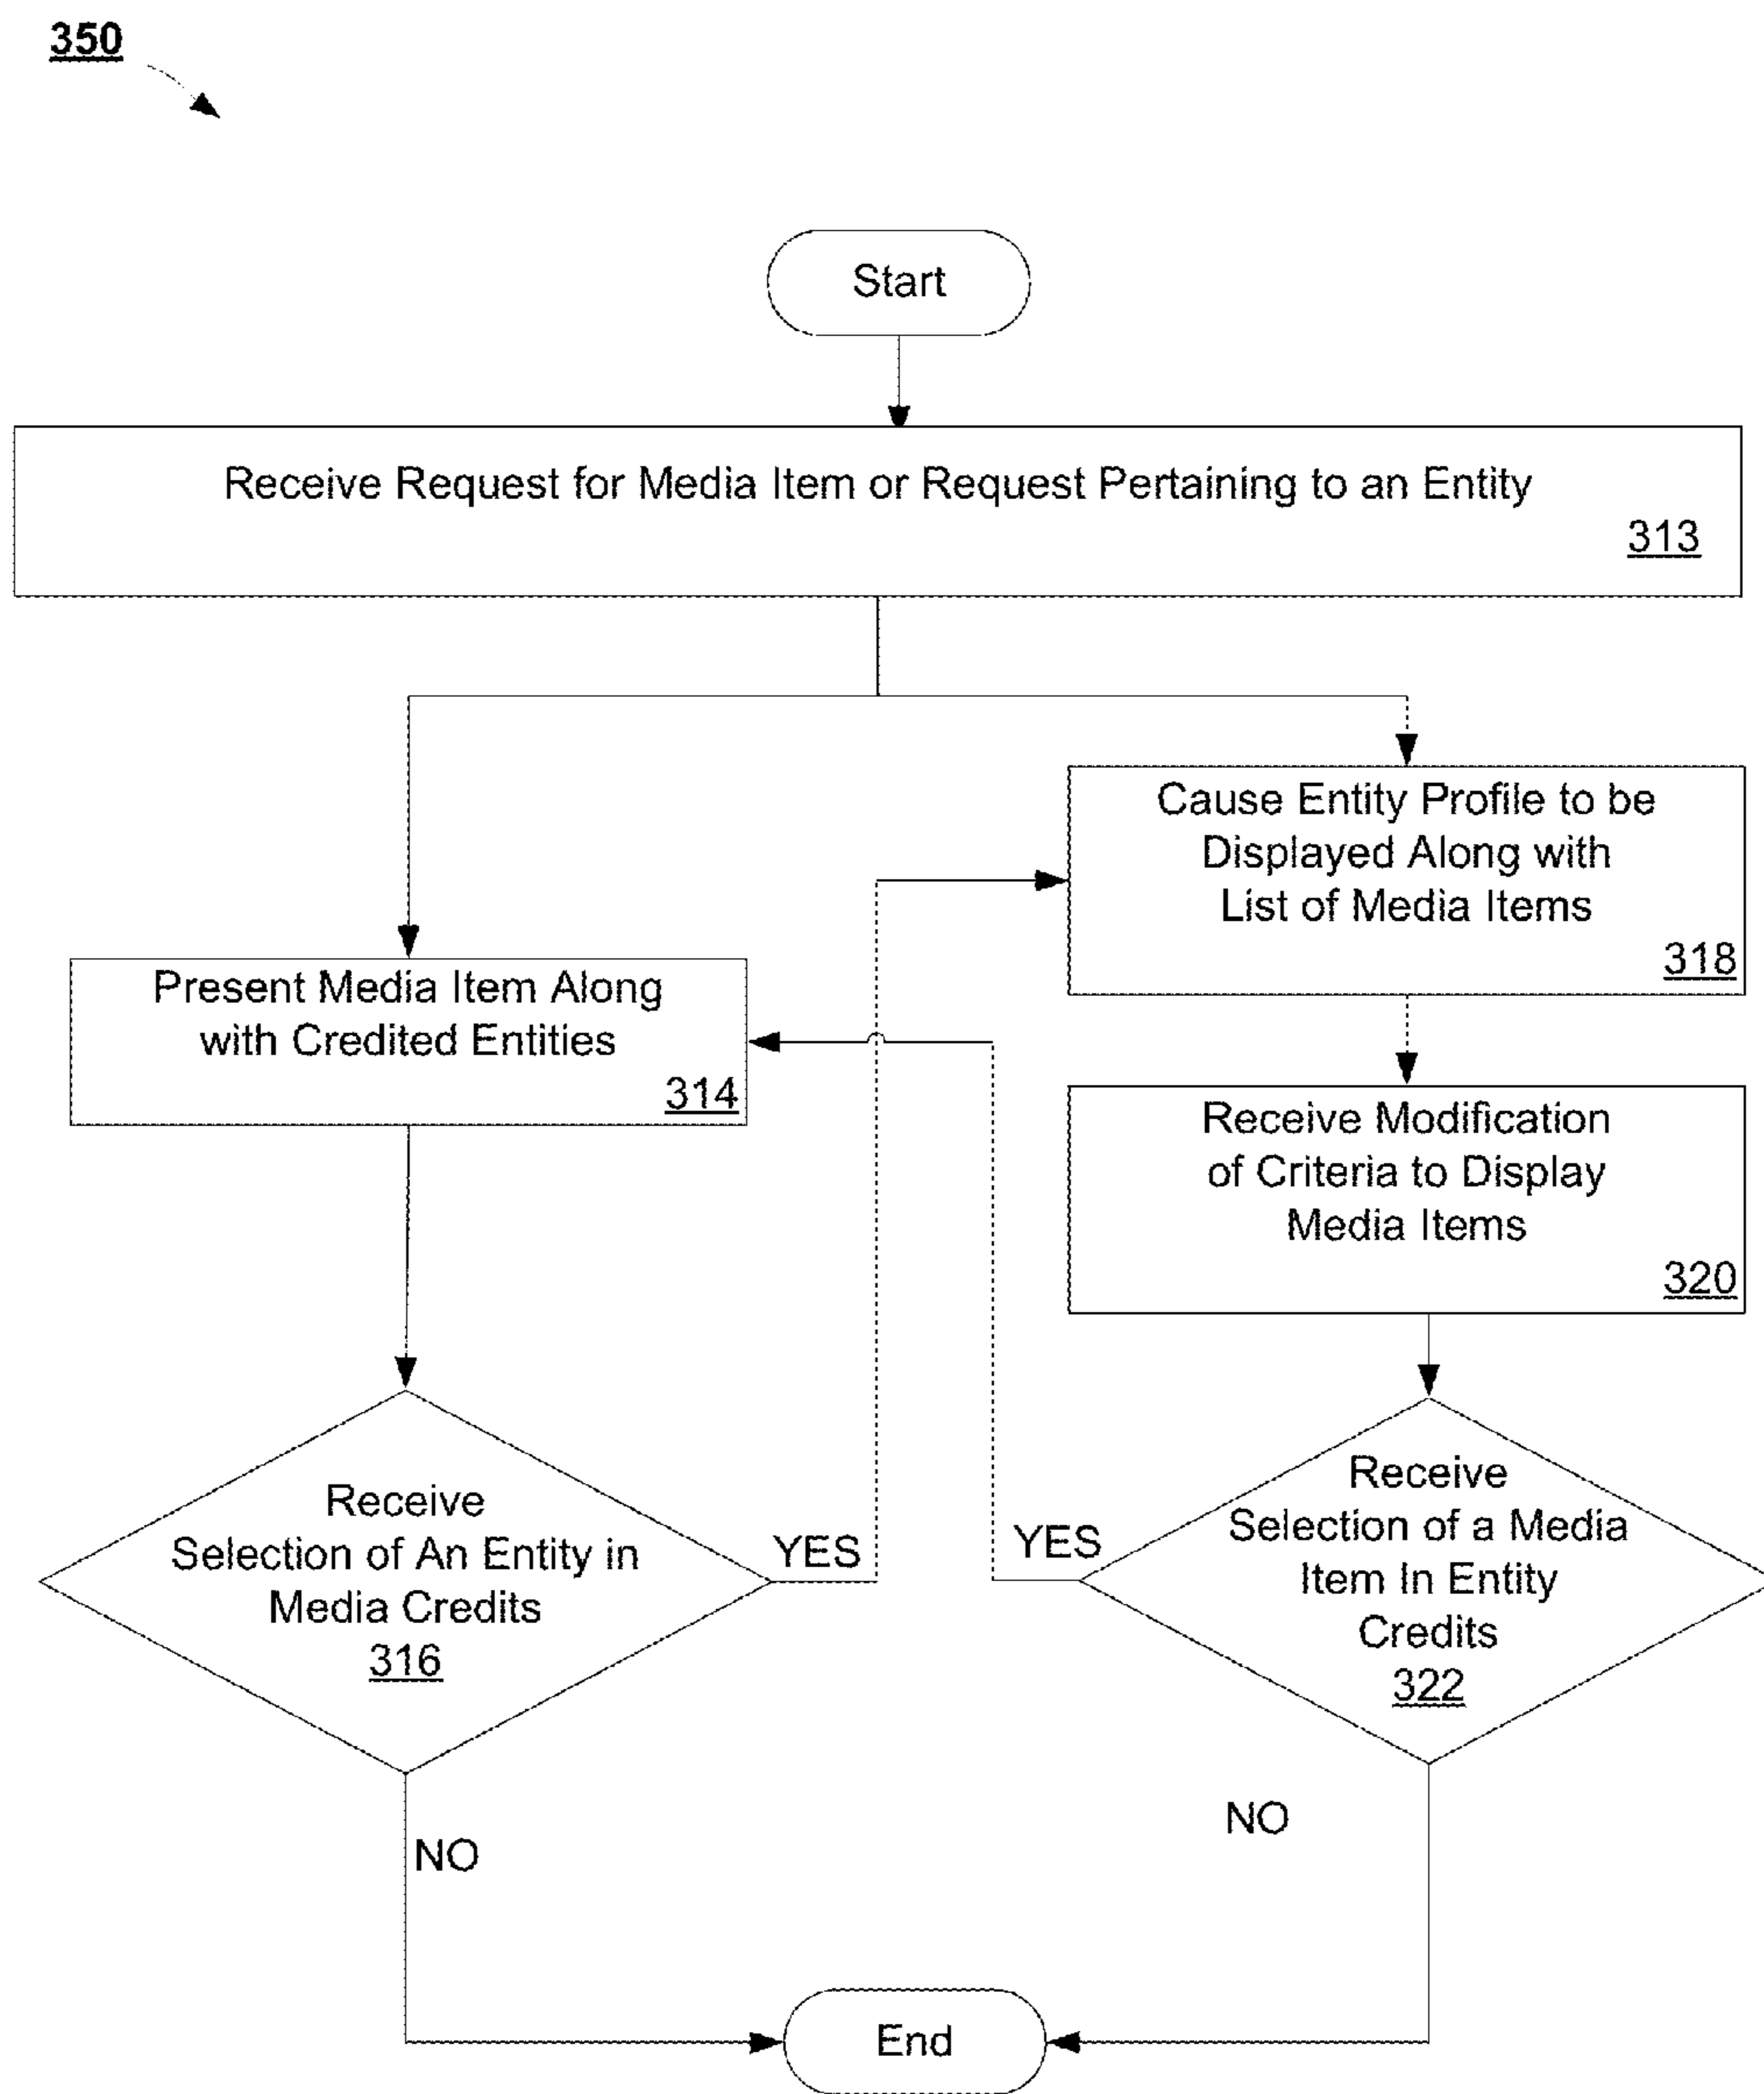 350
Start
Receive Request for Media Item or Request Pertaining to an Entity
313
Cause Entity Profile to be
Displayed Along with
List of Media Items
318
Present Media Item Along
with Credited Entities
314
Receive Modification
of Criteria to Display
Media Items
320
Receive
Selection of An Entity in
Media Credits
316
YES
YES
Receive
Selection of a Media
Item In Entity
Credits
322
NO
NO
End